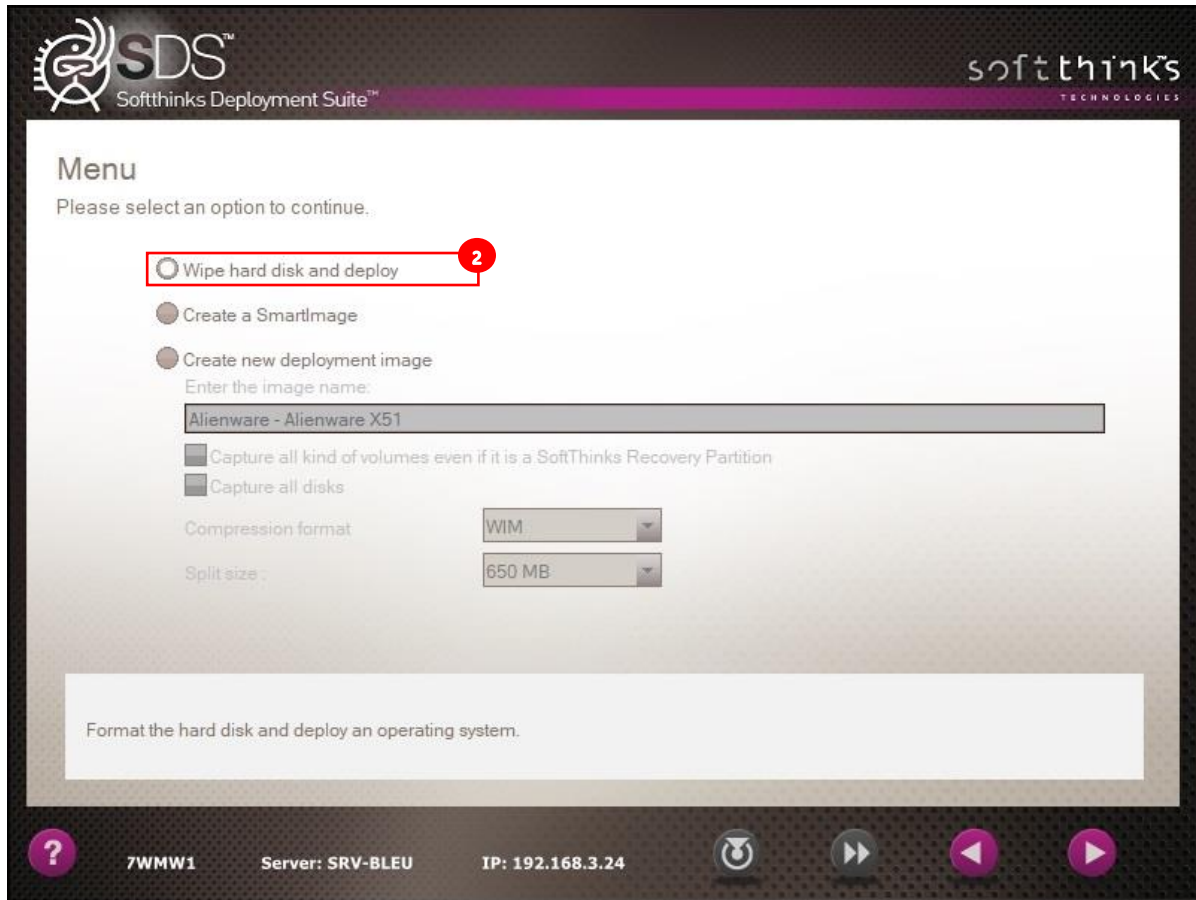 SDS™
Softthinks Deployment Suite™
softthinks™
TECHNOLOGIES
Menu
Please select an option to continue.
Wipe hard disk and deploy
2
Create a SmartImage
Create new deployment image
Enter the image name:
Alienware - Alienware X51
Capture all kind of volumes even if it is a SoftThinks Recovery Partition
Capture all disks
Compression format
WIM
Split size :
650 MB
Format the hard disk and deploy an operating system.
? 7WMW1 Server: SRV-BLEU IP: 192.168.3.24